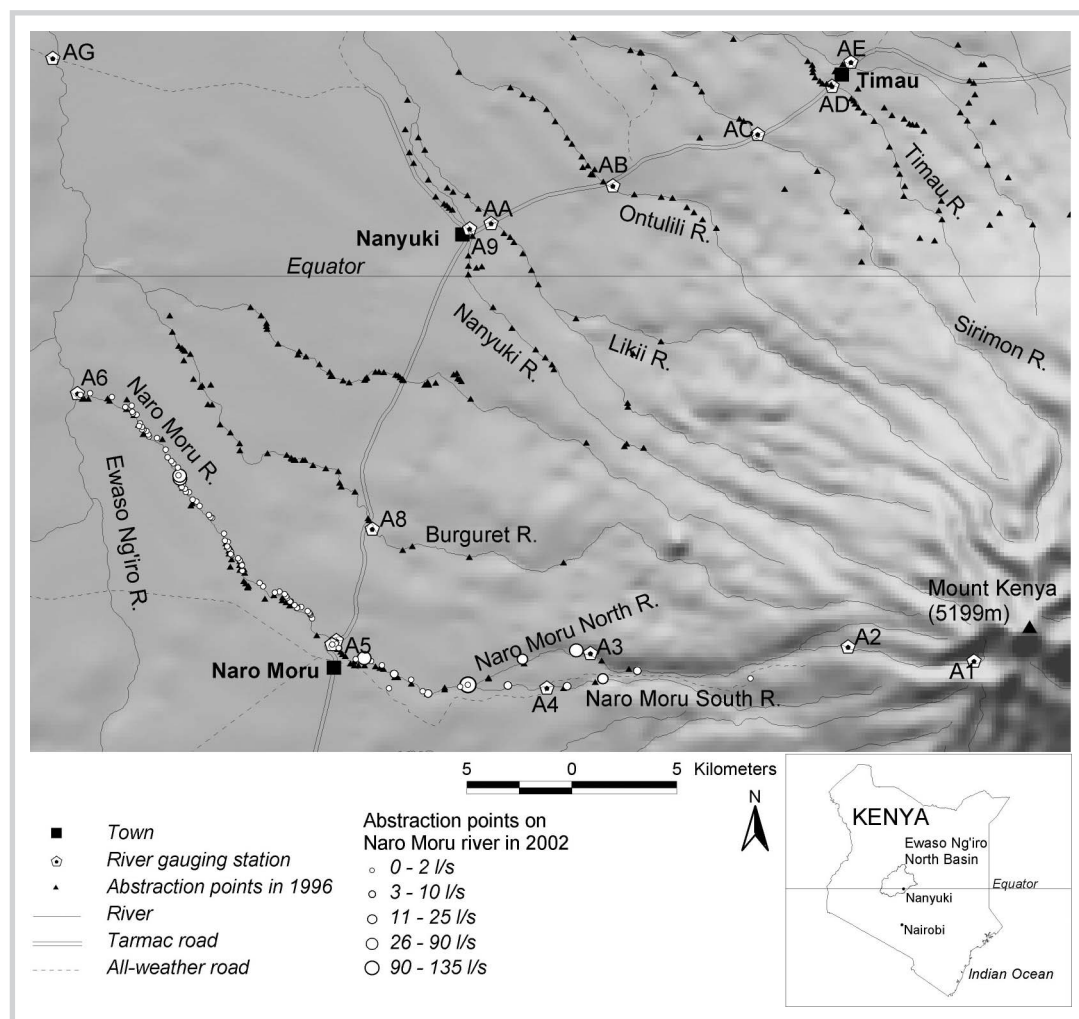 AG
AE
Timau
AD
AC
Timau R.
AB
Ontulili R.
AA
Nanyuki
A9
Equator
Sirimon R.
Nanyuki R.
Likii R.
A6
Naro Moru R.
Ewaso Ng'iro R.
A8
Burguret R.
Mount Kenya
(5199m)
Naro Moru North R.
A5
A3
A2
A1
Naro Moru
A4
Naro Moru South R.
5 0 5 Kilometers
N
Town
River gauging station
Abstraction points in 1996
River
Tarmac road
All-weather road
Abstraction points on
Naro Moru river in 2002
0 - 2 l/s
3 - 10 l/s
11 - 25 l/s
26 - 90 l/s
90 - 135 l/s
KENYA
Ewaso Ng'iro
North Basin
Equator
Nanyuki
Nairobi
Indian Ocean